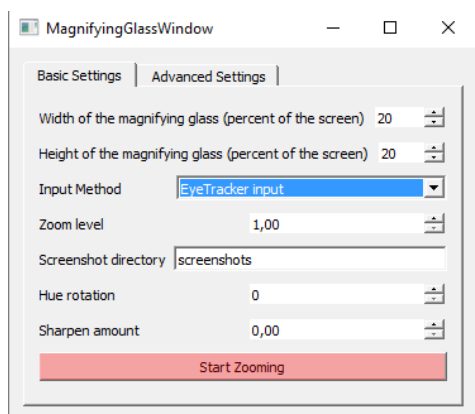 MagnifyingGlassWindow
Basic Settings Advanced Settings
Width of the magnifying glass (percent of the screen) 20
Height of the magnifying glass (percent of the screen) 20
Input Method EyeTracker input
Zoom level 1,00
Screenshot directory screenshots
Hue rotation 0
Sharpen amount 0,00
Start Zooming